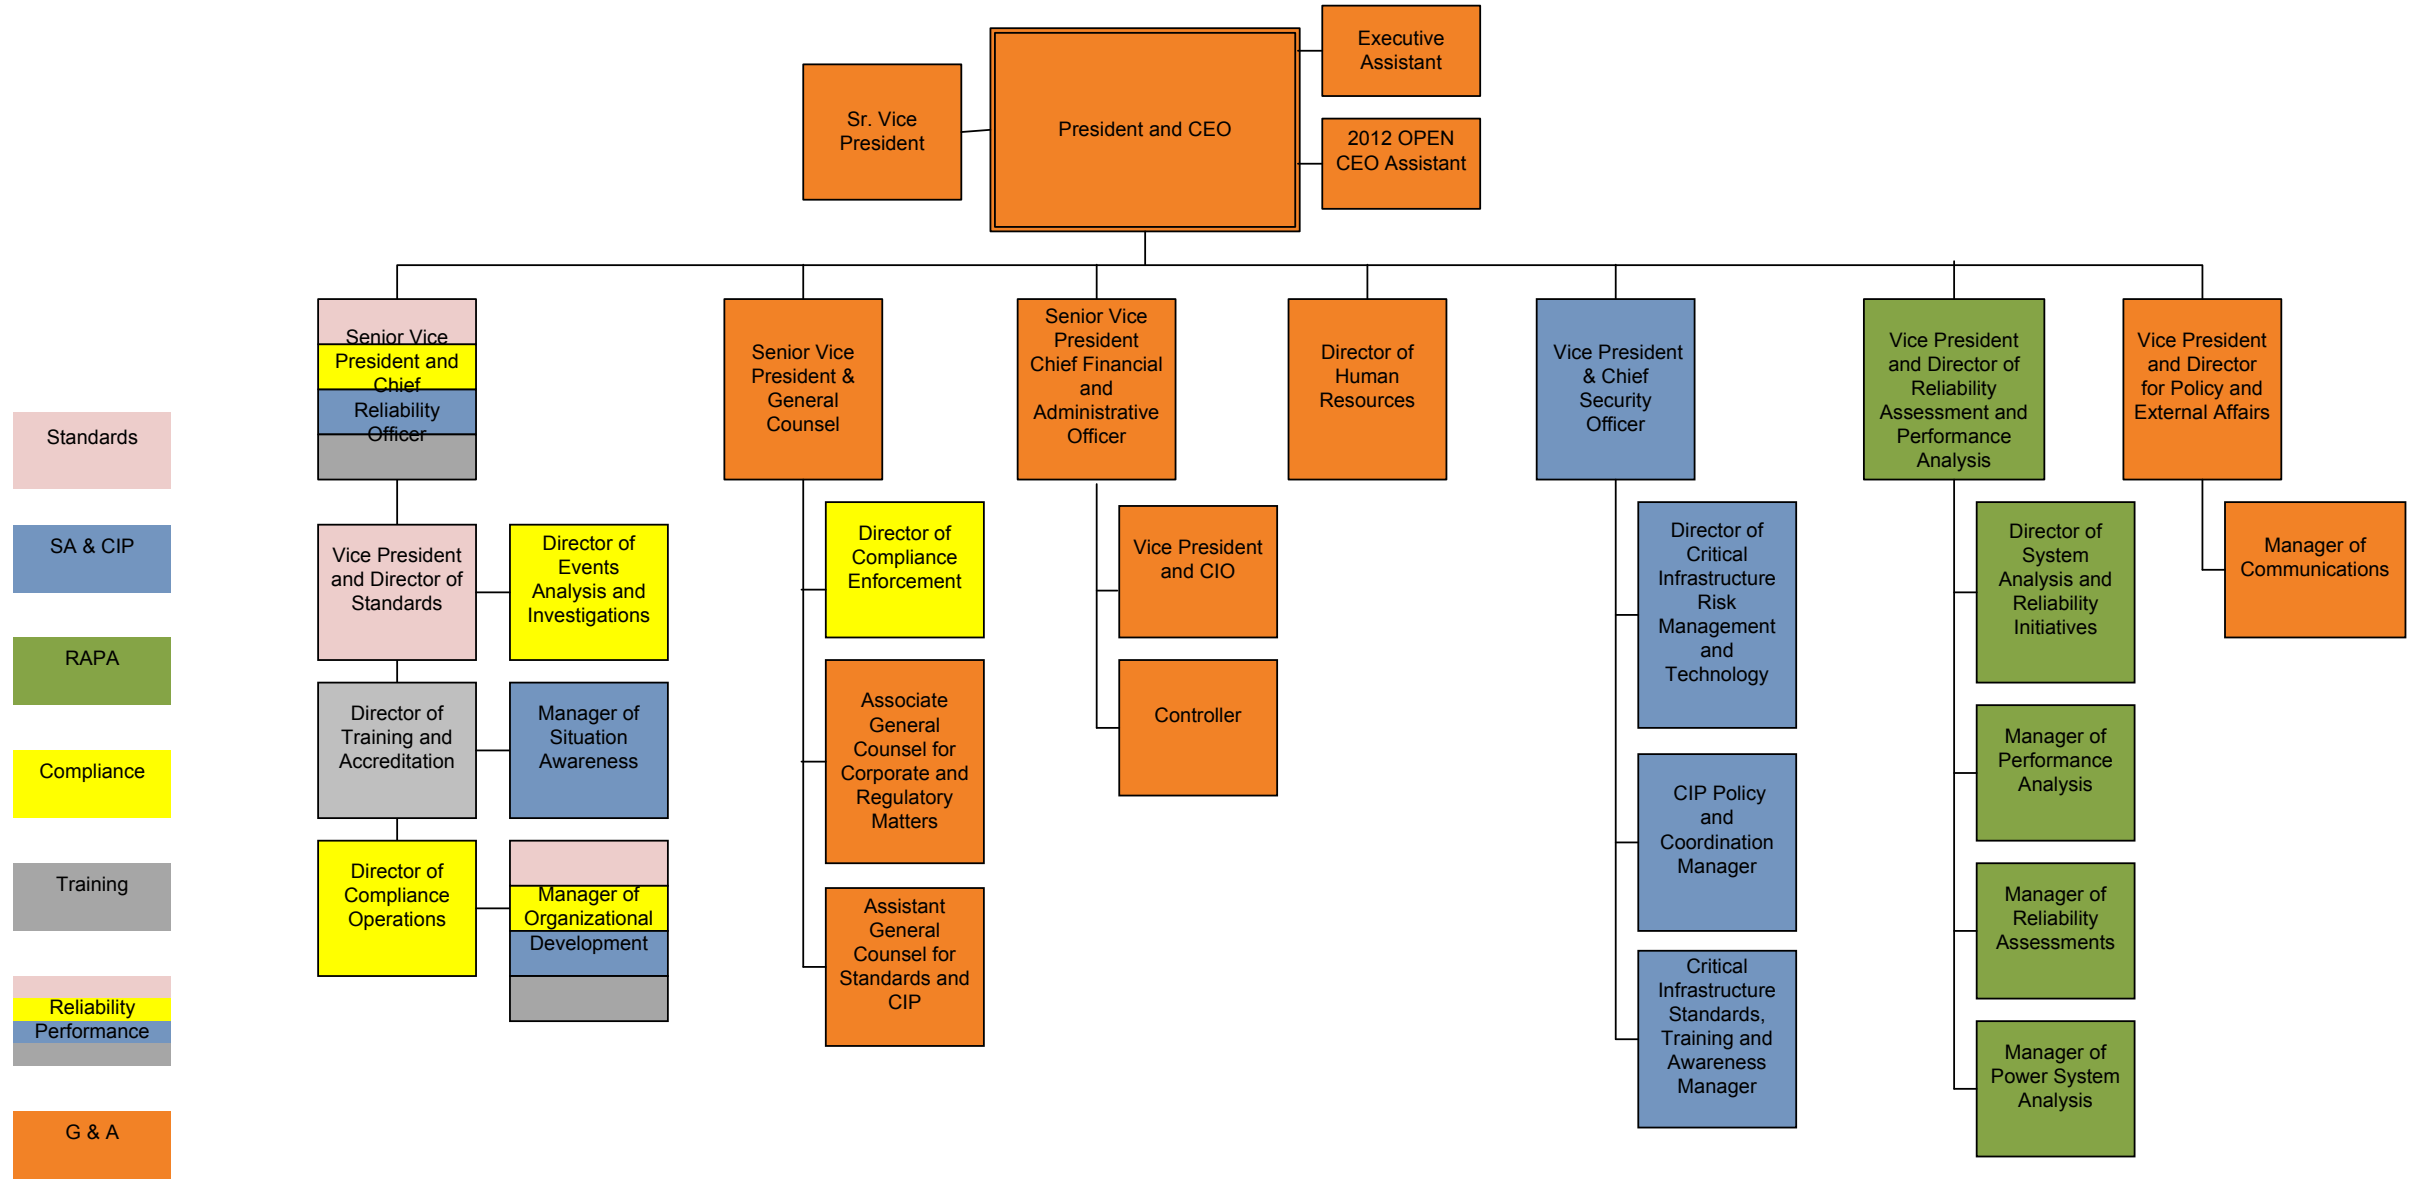 Executive
Assistant
Sr. Vice
President
President and CEO
2012 OPEN
CEO Assistant
Senior Vice
President and
Chief
Reliability
Officer
Senior Vice
President &
General
Counsel
Senior Vice
President
Chief Financial
and
Administrative
Officer
Director of
Human
Resources
Vice President
& Chief
Security
Officer
Vice President
and Director of
Reliability
Assessment and
Performance
Analysis
Vice President
and Director
for Policy and
External Affairs
Standards
SA & CIP
RAPA
Compliance
Training
Reliability
Performance
G & A
Vice President
and Director of
Standards
Director of
Events
Analysis and
Investigations
Director of
Training and
Accreditation
Manager of
Situation
Awareness
Director of
Compliance
Operations
Manager of
Organizational
Development
Director of
Compliance
Enforcement
Associate
General
Counsel for
Corporate and
Regulatory
Matters
Assistant
General
Counsel for
Standards and
CIP
Vice President
and CIO
Controller
Director of
Critical
Infrastructure
Risk
Management
and
Technology
CIP Policy
and
Coordination
Manager
Critical
Infrastructure
Standards,
Training and
Awareness
Manager
Director of
System
Analysis and
Reliability
Initiatives
Manager of
Performance
Analysis
Manager of
Reliability
Assessments
Manager of
Power System
Analysis
Manager of
Communications